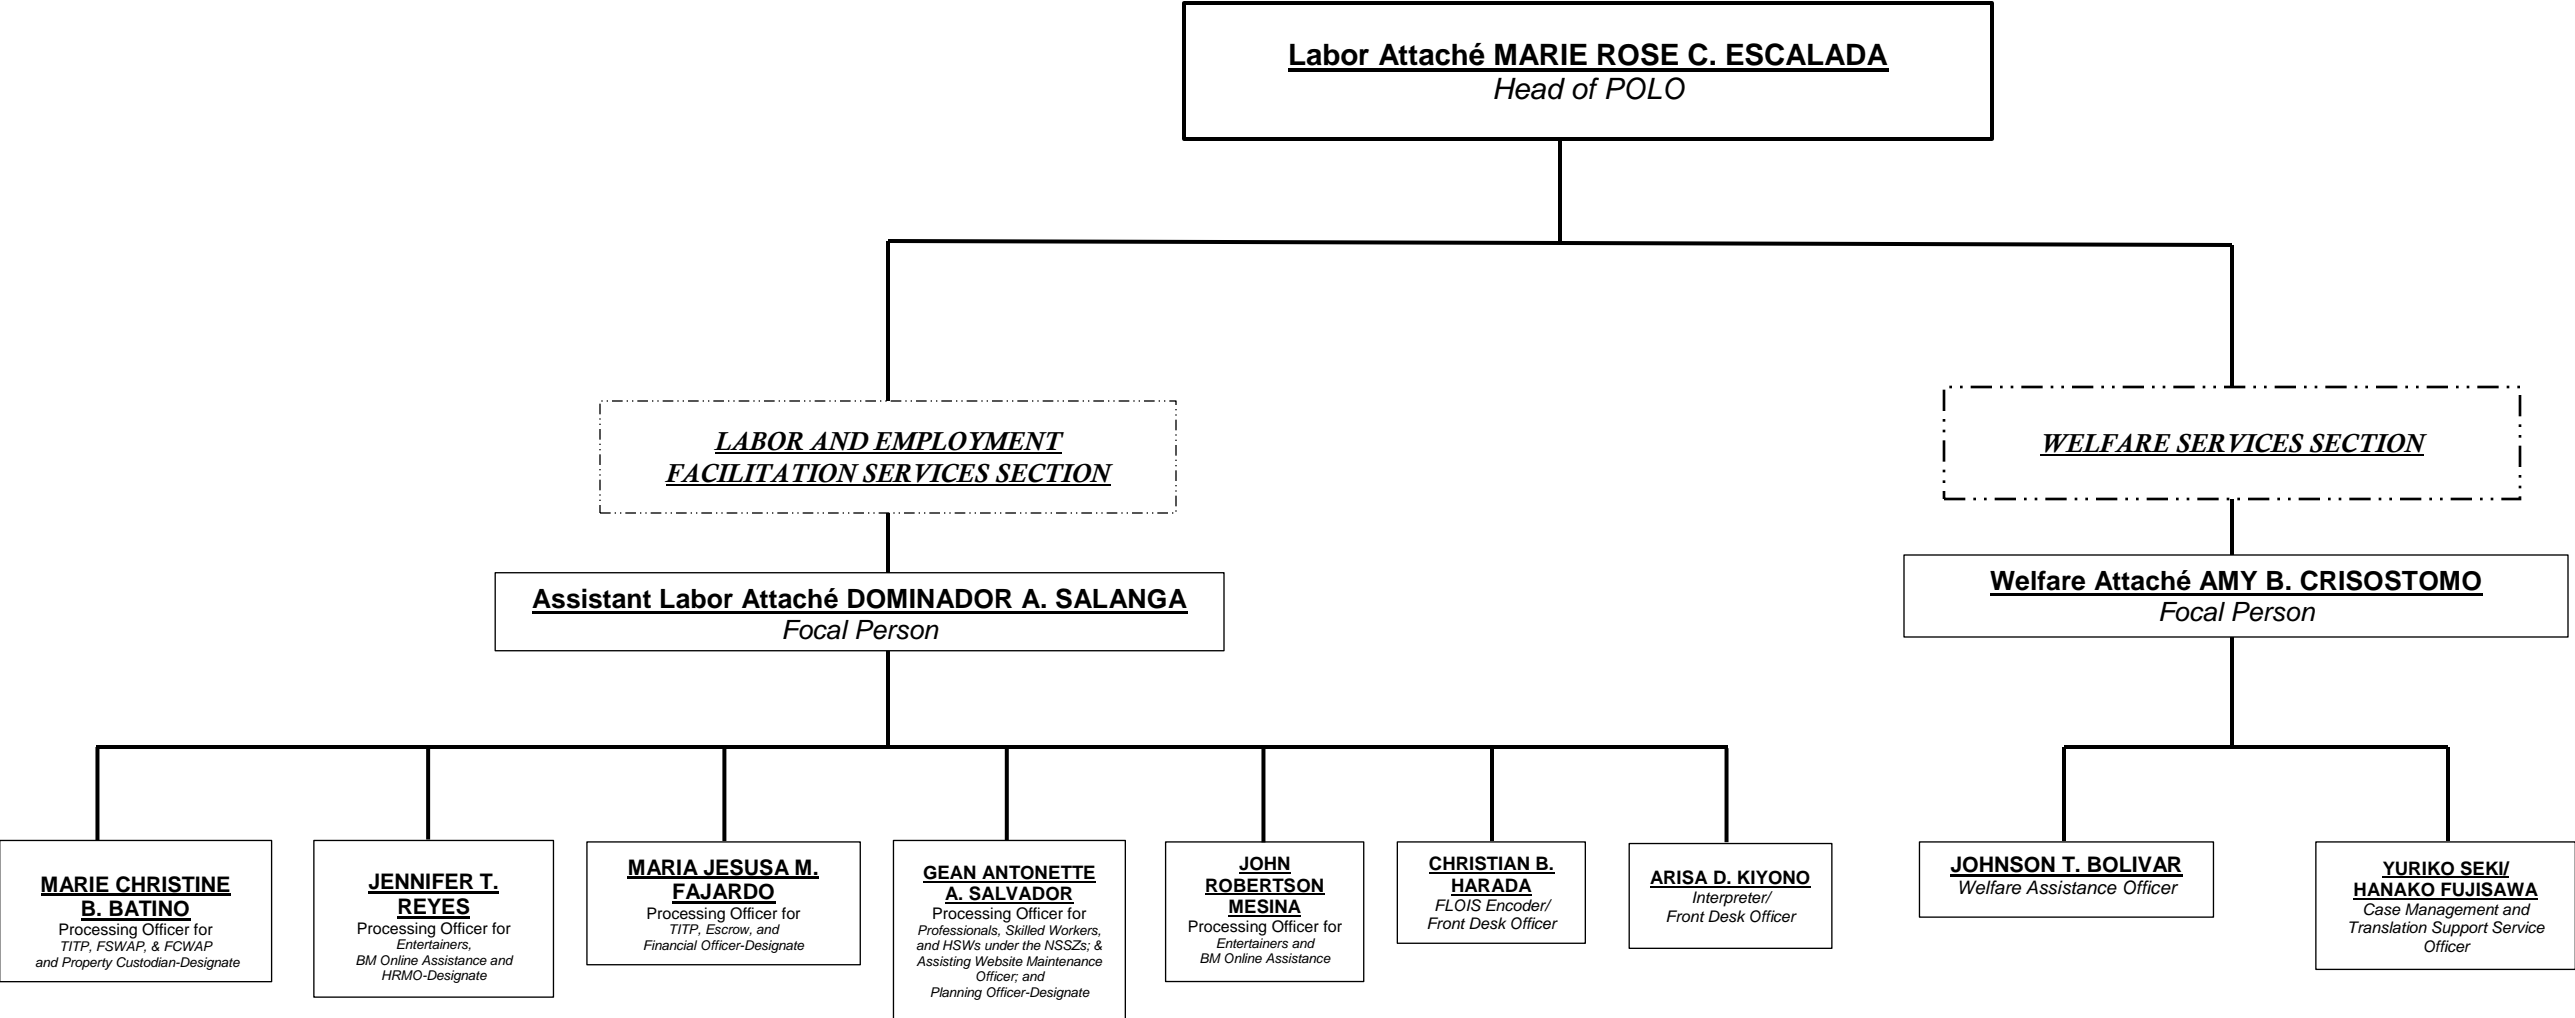 Labor Attaché MARIE ROSE C. ESCALADA
Head of POLO
LABOR AND EMPLOYMENT
FACILITATION SERVICES SECTION
WELFARE SERVICES SECTION
Assistant Labor Attaché DOMINADOR A. SALANGA
Focal Person
Welfare Attaché AMY B. CRISOSTOMO
Focal Person
MARIE CHRISTINE
B. BATINO
Processing Officer for
TITP, FSWAP, & FCWAP
and Property Custodian-Designate
JENNIFER T.
REYES
Processing Officer for
Entertainers,
BM Online Assistance and
HRMO-Designate
MARIA JESUSA M.
FAJARDO
Processing Officer for
TITP, Escrow, and
Financial Officer-Designate
GEAN ANTONETTE
A. SALVADOR
Processing Officer for
Professionals, Skilled Workers,
and HSWs under the NSSZs; &
Assisting Website Maintenance
Officer; and
Planning Officer-Designate
JOHN
ROBERTSON
MESINA
Processing Officer for
Entertainers and
BM Online Assistance
CHRISTIAN B.
HARADA
FLOIS Encoder/
Front Desk Officer
ARISA D. KIYONO
Interpreter/
Front Desk Officer
JOHNSON T. BOLIVAR
Welfare Assistance Officer
YURIKO SEKI/
HANAKO FUJISAWA
Case Management and
Translation Support Service
Officer